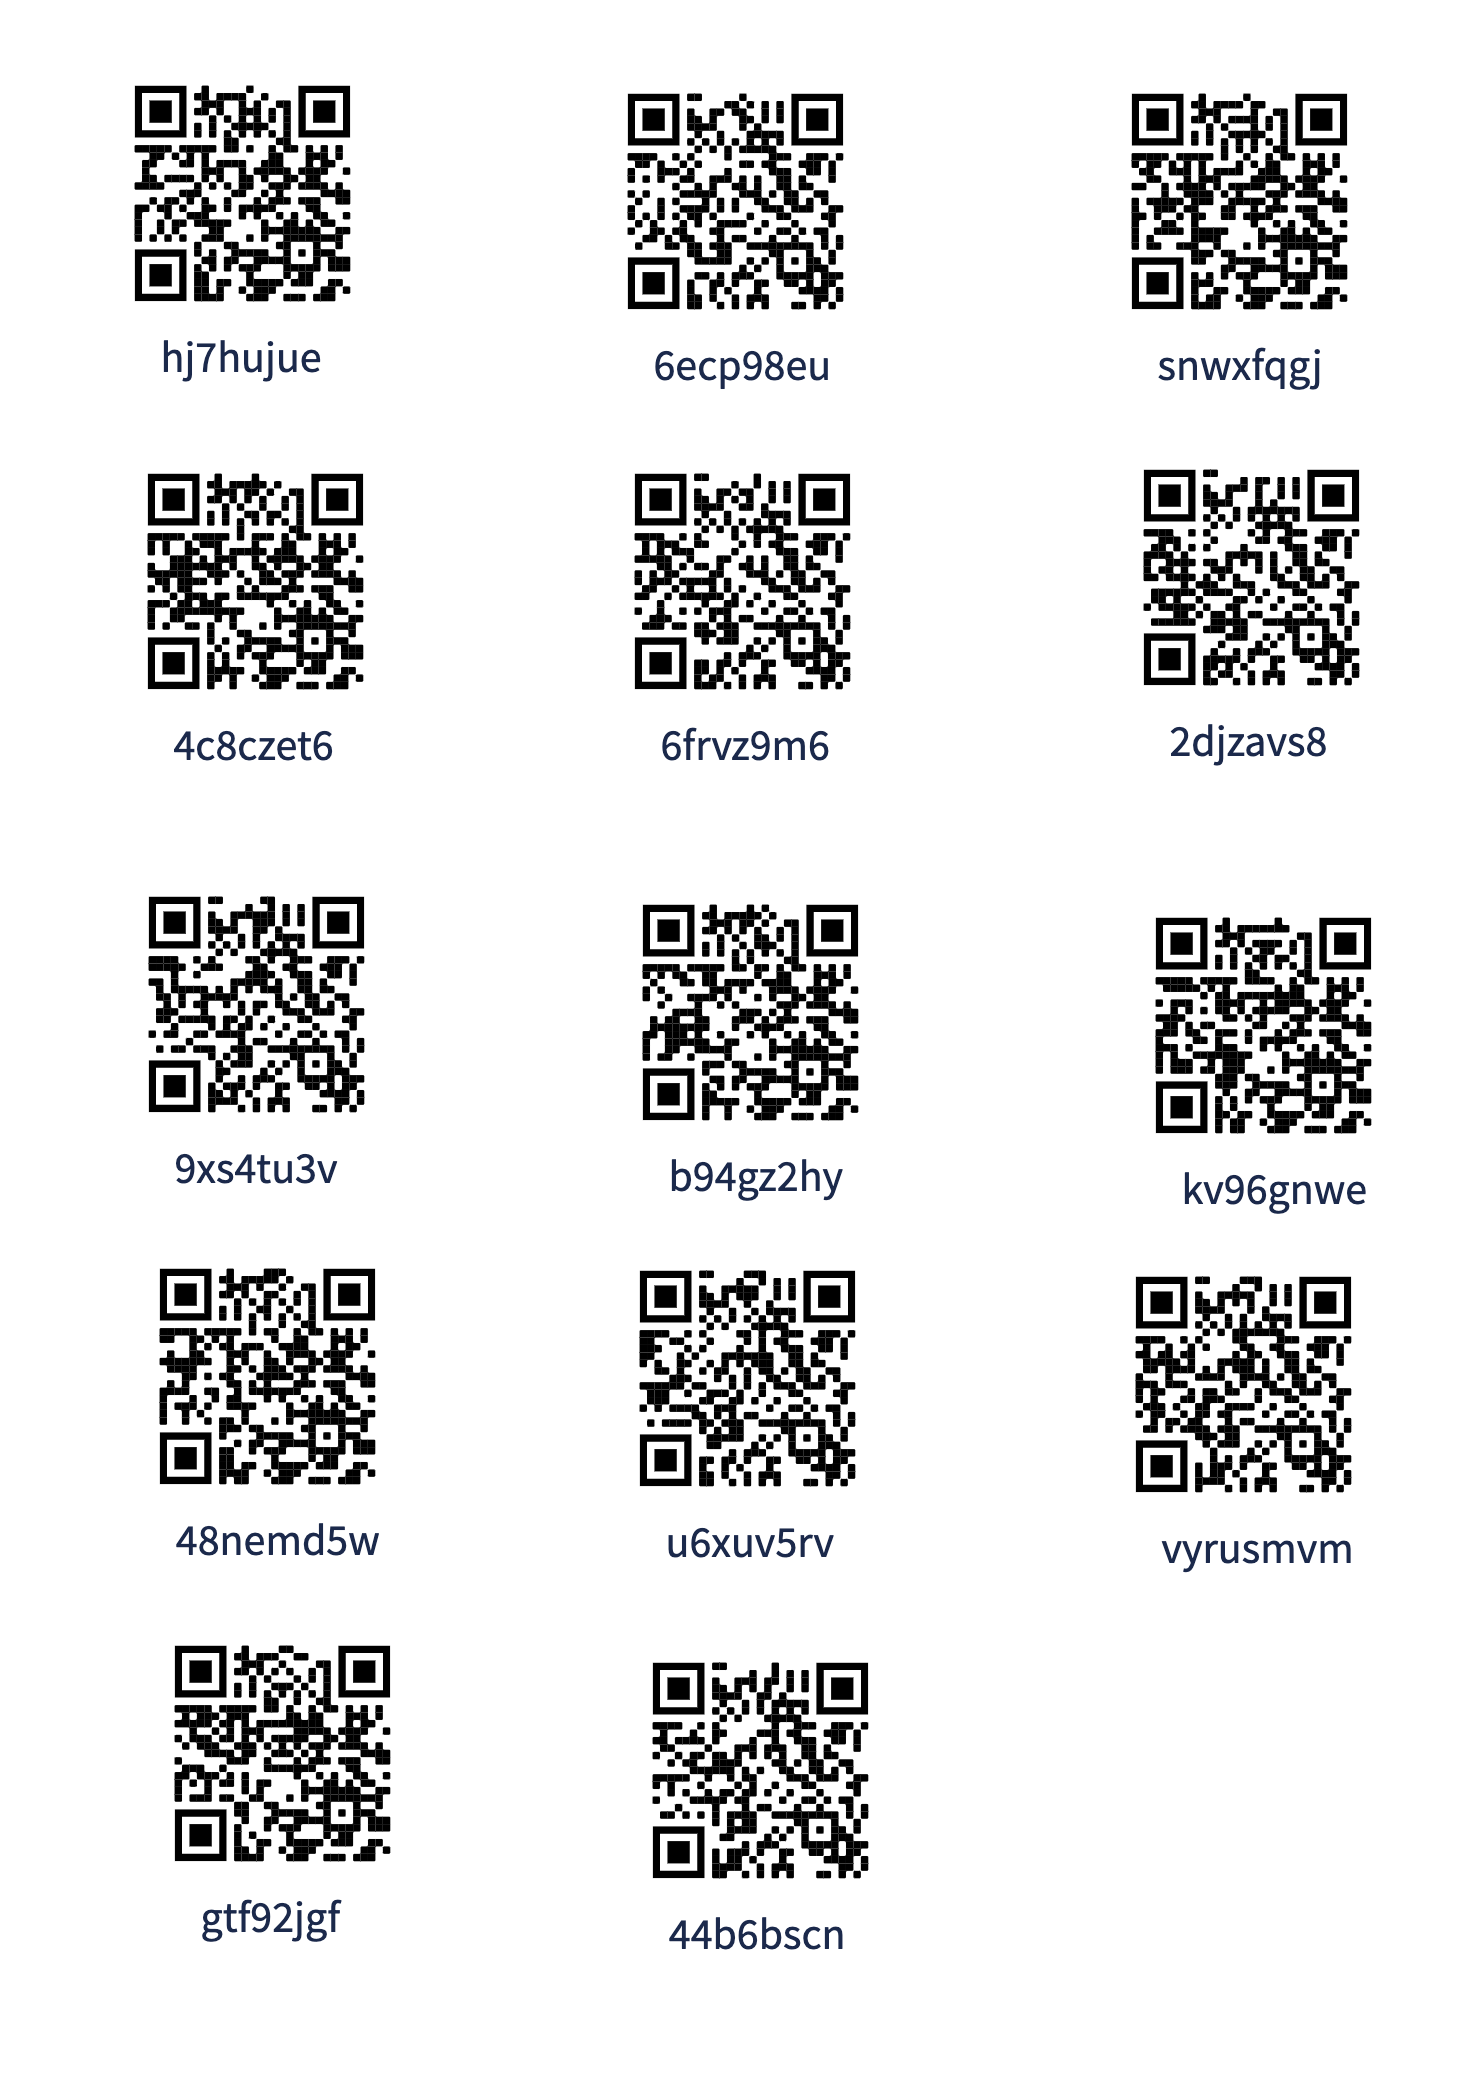 hj7hujue
6ecp98eu
snwxfqgj
4c8czet6
6frvz9m6
2djzavs8
9xs4tu3v
b94gz2hy
kv96gnwe
48nemd5w
u6xuv5rv
vyrusmvm
gtf92jgf
44b6bscn